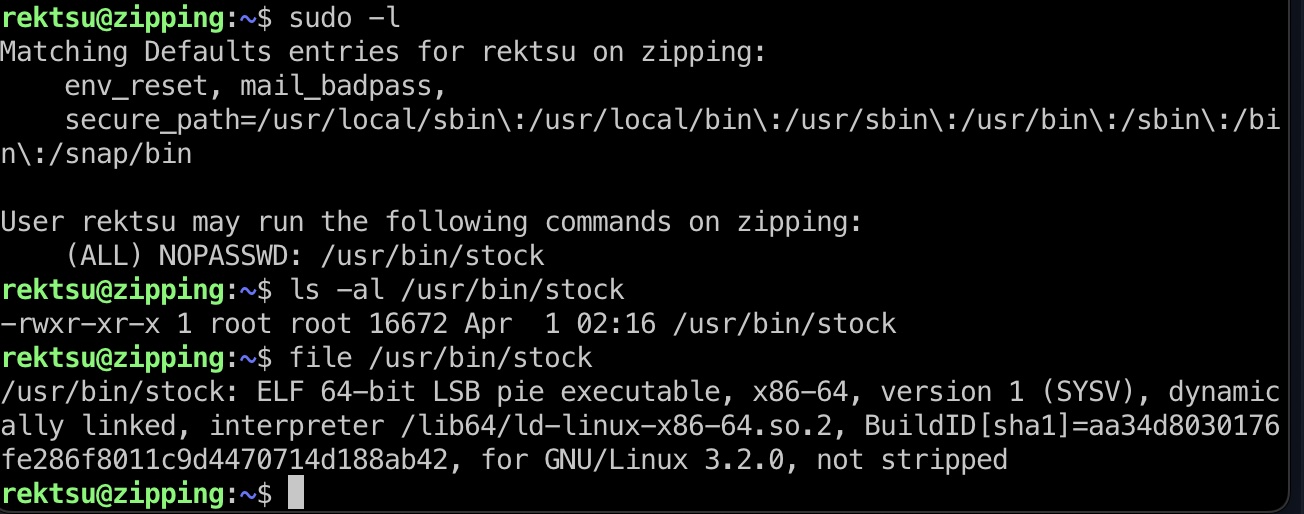 rektsu@zipping:~$ sudo -l
Matching Defaults entries for rektsu on zipping:
    env_reset, mail_badpass,
    secure_path=/usr/local/sbin\:/usr/local/bin\:/usr/sbin\:/usr/bin\:/sbin\:/bi
n\:/snap/bin

User rektsu may run the following commands on zipping:
    (ALL) NOPASSWD: /usr/bin/stock
rektsu@zipping:~$ ls -al /usr/bin/stock
-rwxr-xr-x 1 root root 16672 Apr  1 02:16 /usr/bin/stock
rektsu@zipping:~$ file /usr/bin/stock
/usr/bin/stock: ELF 64-bit LSB pie executable, x86-64, version 1 (SYSV), dynamic
ally linked, interpreter /lib64/ld-linux-x86-64.so.2, BuildID[sha1]=aa34d8030176
fe286f8011c9d4470714d188ab42, for GNU/Linux 3.2.0, not stripped
rektsu@zipping:~$